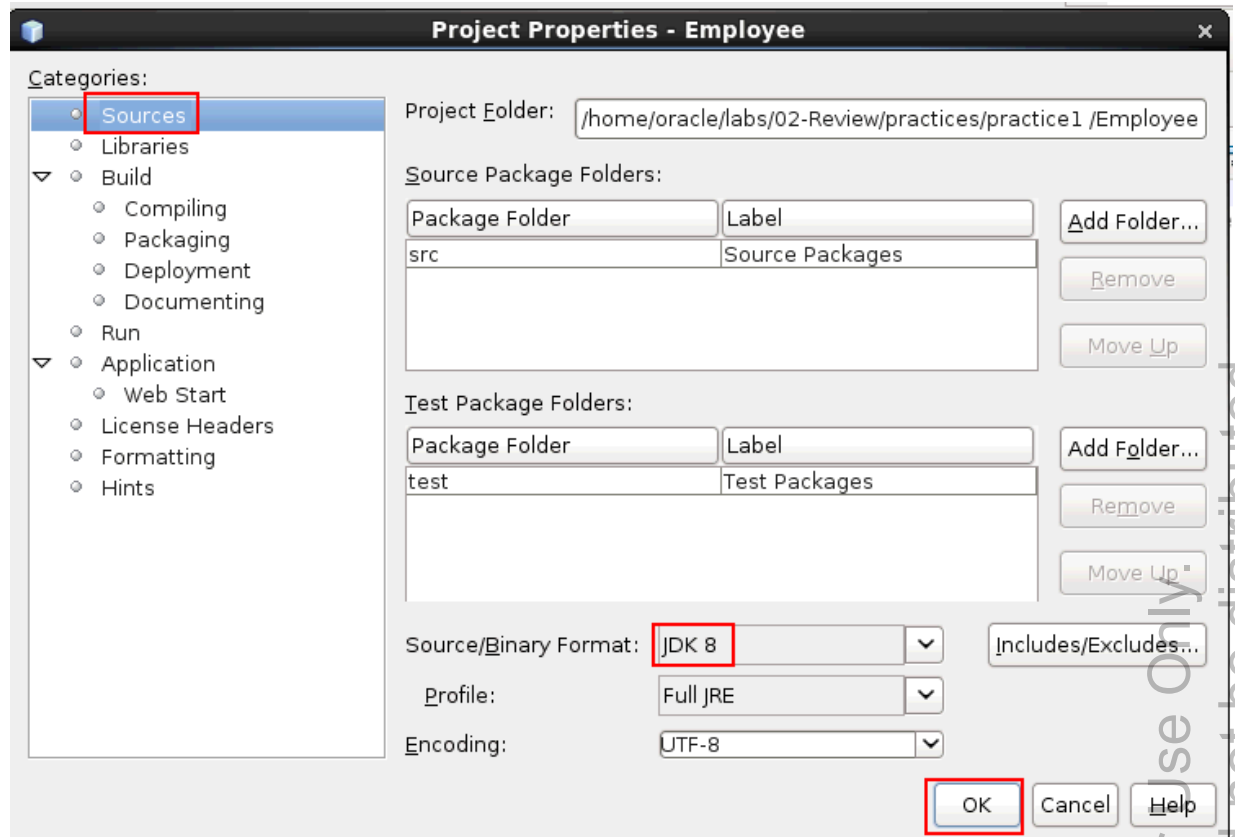 Project Properties - Employee
Categories:
Sources
Libraries
Build
Compiling
Packaging
Deployment
Documenting
Run
Application
Web Start
License Headers
Formatting
Hints
Project Folder: /home/oracle/labs/02-Review/practices/practice1 /Employee
Source Package Folders:
Package Folder Label
src Source Packages
Add Folder...
Remove
Move Up
Test Package Folders:
Package Folder Label
test Test Packages
Add Folder...
Remove
Move Up
Source/Binary Format: JDK 8
Includes/Excludes...
Profile: Full JRE
Encoding: UTF-8
OK Cancel Help
Use Only.
not be distributed